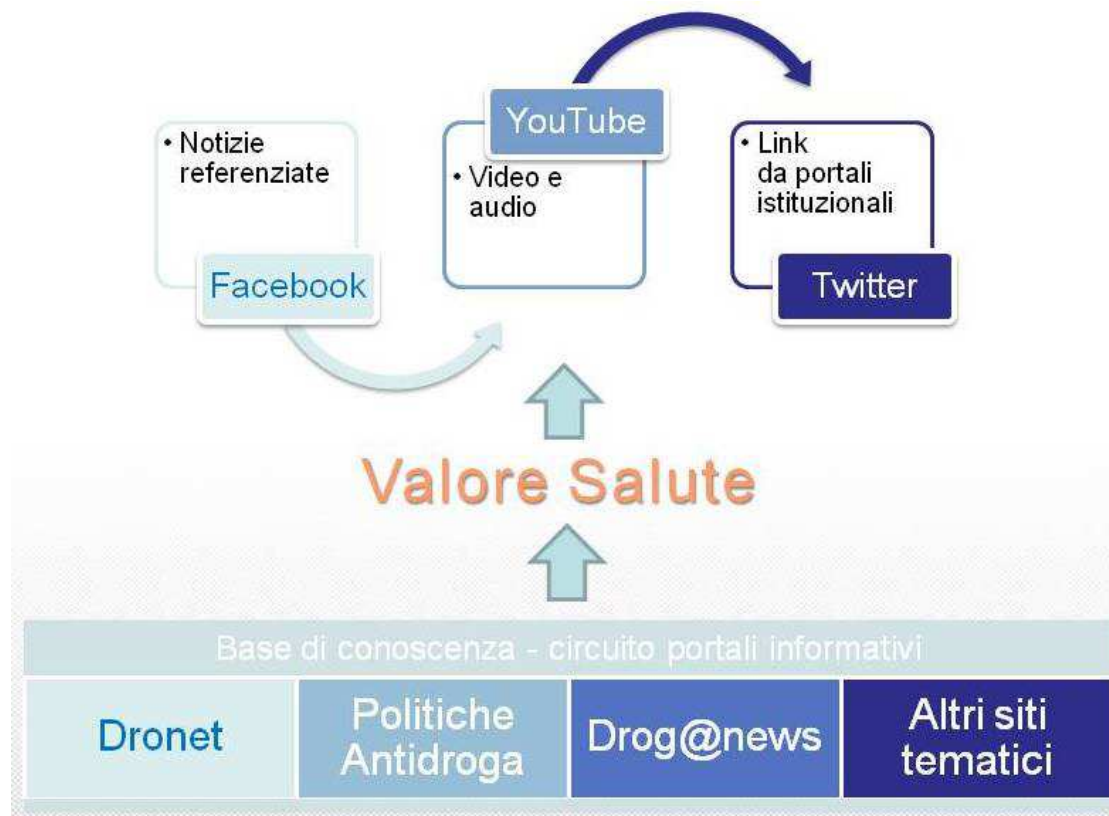 • Notizie
referenziate
Facebook
YouTube
• Video e
audio
• Link
da portali
istituzionali
Twitter
Valore Salute
Base di conoscenza - circuito portali informativi
Dronet
Politiche
Antidroga
Drog@news
Altri siti
tematici